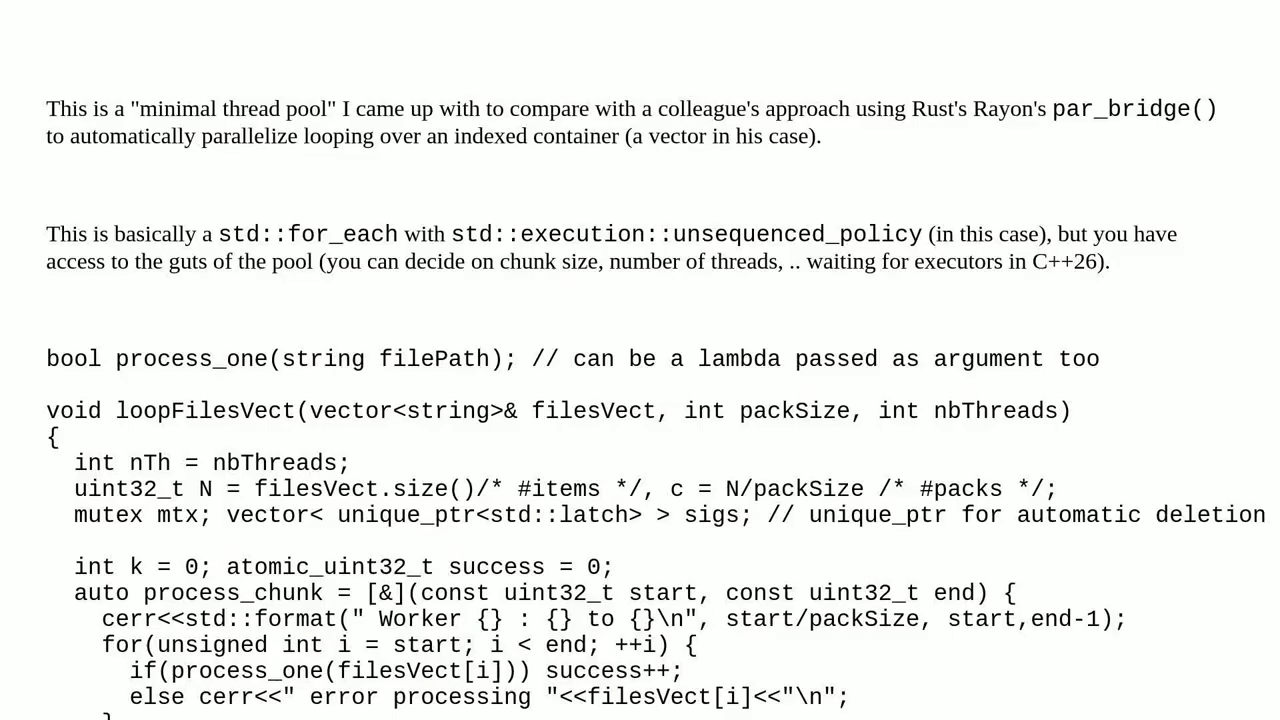 This is a "minimal thread pool" I came up with to compare with a colleague's approach using Rust's Rayon's par_bridge()
to automatically parallelize looping over an indexed container (a vector in his case).
This is basically a std::for_each with std::execution::unsequenced_policy (in this case), but you have
access to the guts of the pool (you can decide on chunk size, number of threads, .. waiting for executors in C++26).
bool process_one(string filePath); // can be a lambda passed as argument too
void loopFilesVect(vector<string>& filesVect, int packSize, int nbThreads)
{
  int nTh = nbThreads;
  uint32_t N = filesVect.size()/* #items */, c = N/packSize /* #packs */;
  mutex mtx; vector< unique_ptr<std::latch> > sigs; // unique_ptr for automatic deletion
  int k = 0; atomic_uint32_t success = 0;
  auto process_chunk = [&](const uint32_t start, const uint32_t end) {
    cerr<<std::format(" Worker {} : {} to {}\n", start/packSize, start,end-1);
    for(unsigned int i = start; i < end; ++i) {
      if(process_one(filesVect[i])) success++;
      else cerr<<" error processing "<<filesVect[i]<<"\n";
    }